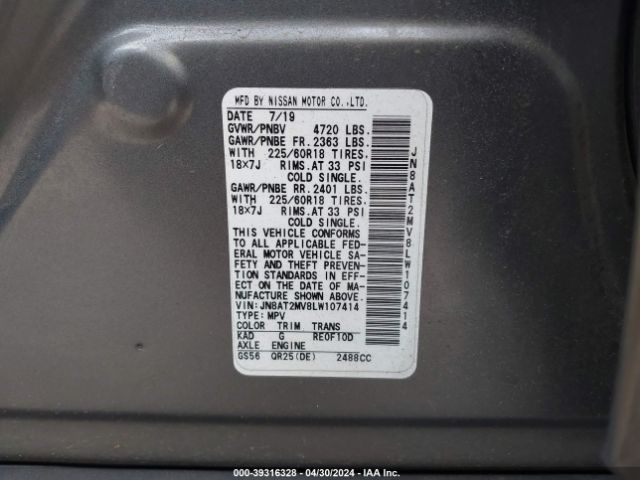 MFD BY NISSAN MOTOR CO.,LTD.
DATE 7/19
GVWR/PNBV 4720 LBS.
GAWR/PNBE FR. 2363 LBS.
WITH 225/60R18 TIRES.
18×7J RIMS. AT 33 PSI
COLD SINGLE.
GAWR/PNBE RR. 2401 LBS.
WITH 225/60R18 TIRES.
18×7J RIMS. AT 33 PSI
COLD SINGLE.
THIS VEHICLE CONFORMS
TO ALL APPLICABLE FED-
ERAL MOTOR VEHICLE SA-
FETY AND THEFT PREVEN-
TION STANDARDS IN EFF-
ECT ON THE DATE OF MA-
NUFACTURE SHOWN ABOVE.
VIN: JN8AT2MV8LW107414
TYPE: MPV
COLOR TRIM TRANS
KAD G RE0F10D
AXLE ENGINE
GS56 QR25(DE) 2488CC
JN8AT2MV8LW107414
000-39316328 - 04/30/2024 - IAA Inc.